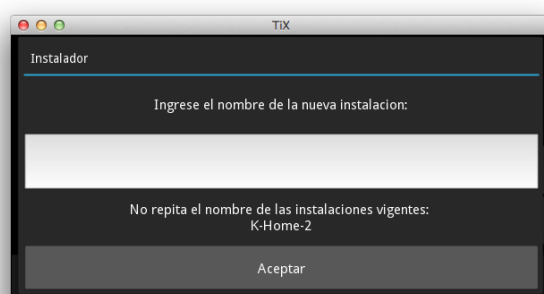 TiX
Instalador
Ingrese el nombre de la nueva instalacion:
No repita el nombre de las instalaciones vigentes:
K-Home-2
Aceptar